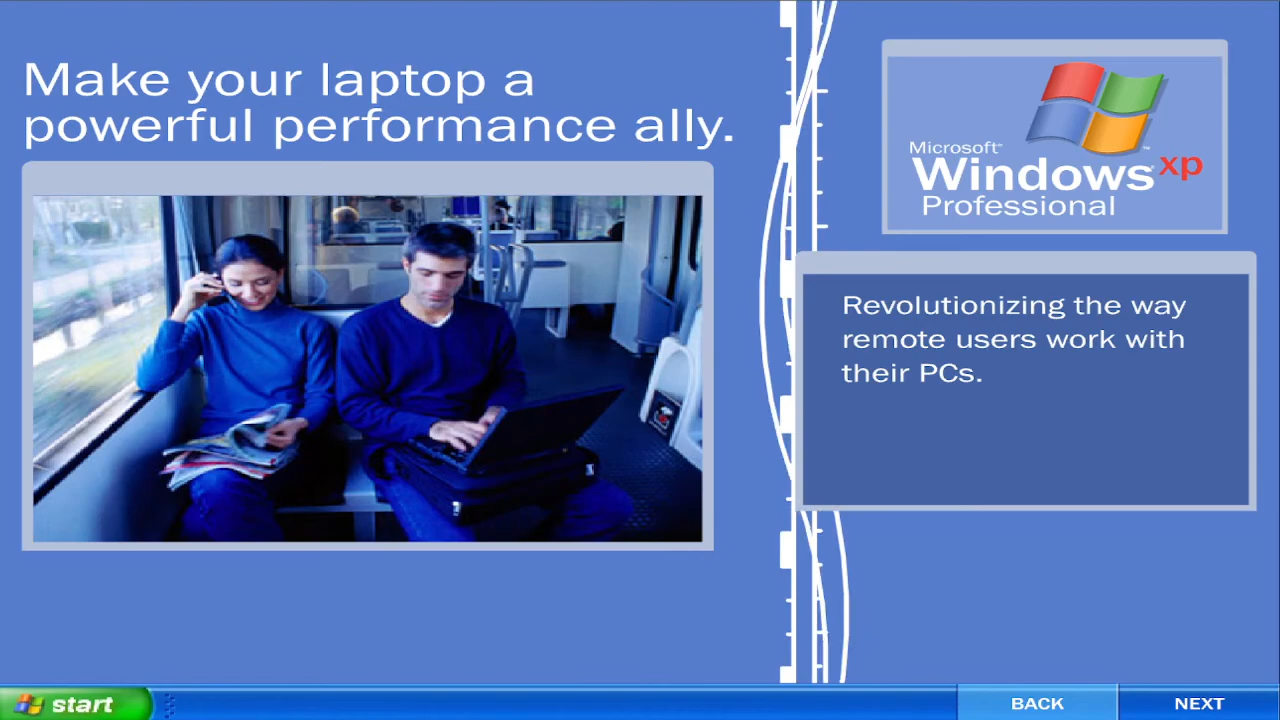 Make your laptop a
powerful performance ally.
Microsoft®
Windows xp
Professional
Revolutionizing the way
remote users work with
their PCs.
start
BACK
NEXT